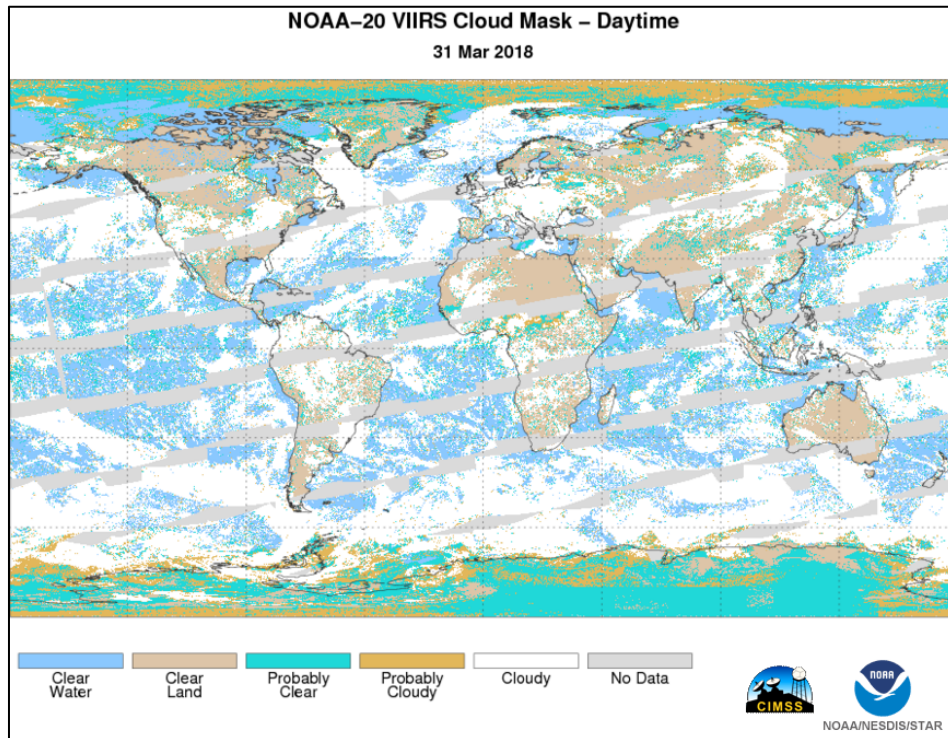 NOAA−20 VIIRS Cloud Mask − Daytime
31 Mar 2018
Clear Water
Clear Land
Probably Clear
Probably Cloudy
Cloudy
No Data
CIMSS
NOAA
NOAA/NESDIS/STAR